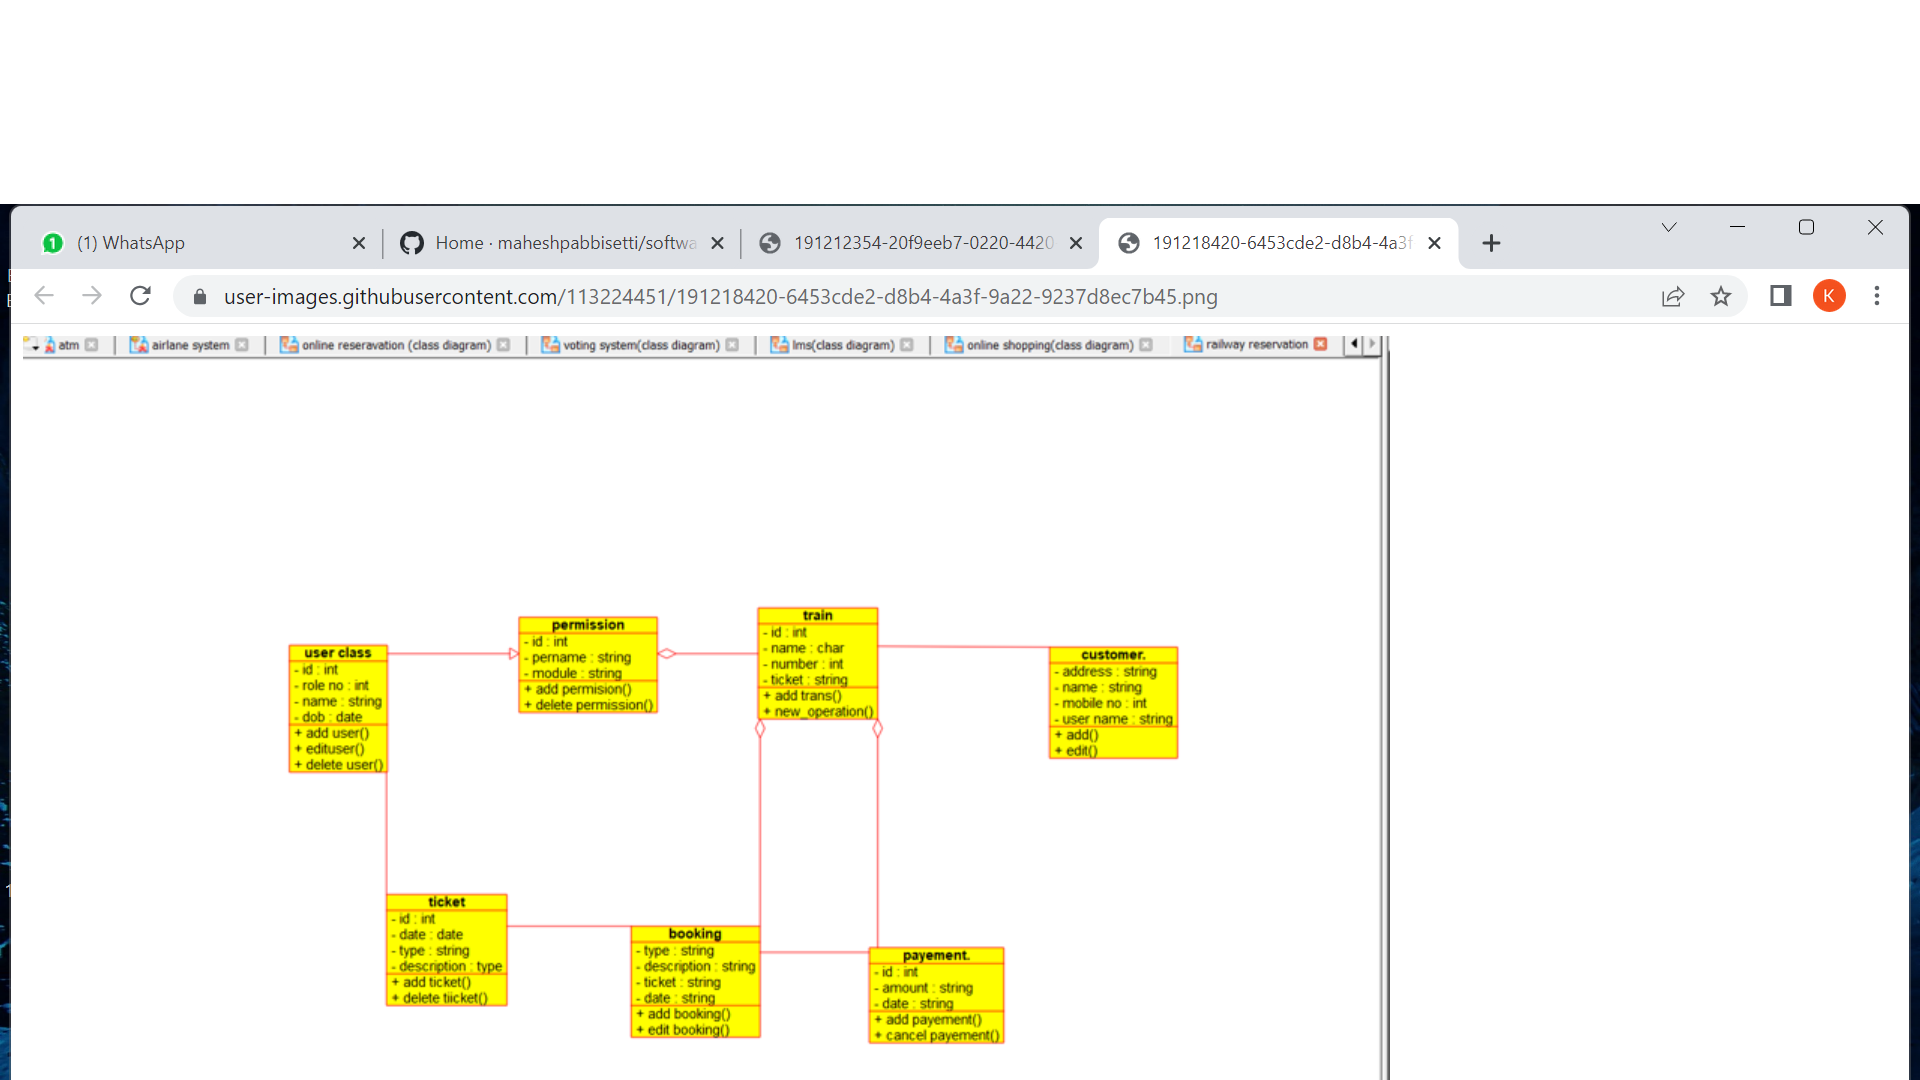 1 (1) WhatsApp
Home · maheshpabbisetti/softwa
191212354-20f9eeb7-0220-4420
191218420-6453cde2-d8b4-4a3f
user-images.githubusercontent.com/113224451/191218420-6453cde2-d8b4-4a3f-9a22-9237d8ec7b45.png
K
atm
airlane system
online reseravation (class diagram)
voting system(class diagram)
lms(class diagram)
online shopping(class diagram)
railway reservation
user class
- id : int
- role no : int
- name : string
- dob : date
+ add user()
+ edituser()
+ delete user()
permission
- id : int
- pername : string
- module : string
+ add permision()
+ delete permission()
train
- id : int
- name : char
- number : int
- ticket : string
+ add trans()
+ new_operation()
customer.
- address : string
- name : string
- mobile no : int
- user name : string
+ add()
+ edit()
ticket
- id : int
- date : date
- type : string
- description : type
+ add ticket()
+ delete tiicket()
booking
- type : string
- description : string
- ticket : string
- date : string
+ add booking()
+ edit booking()
payement.
- id : int
- amount : string
- date : string
+ add payement()
+ cancel payement()